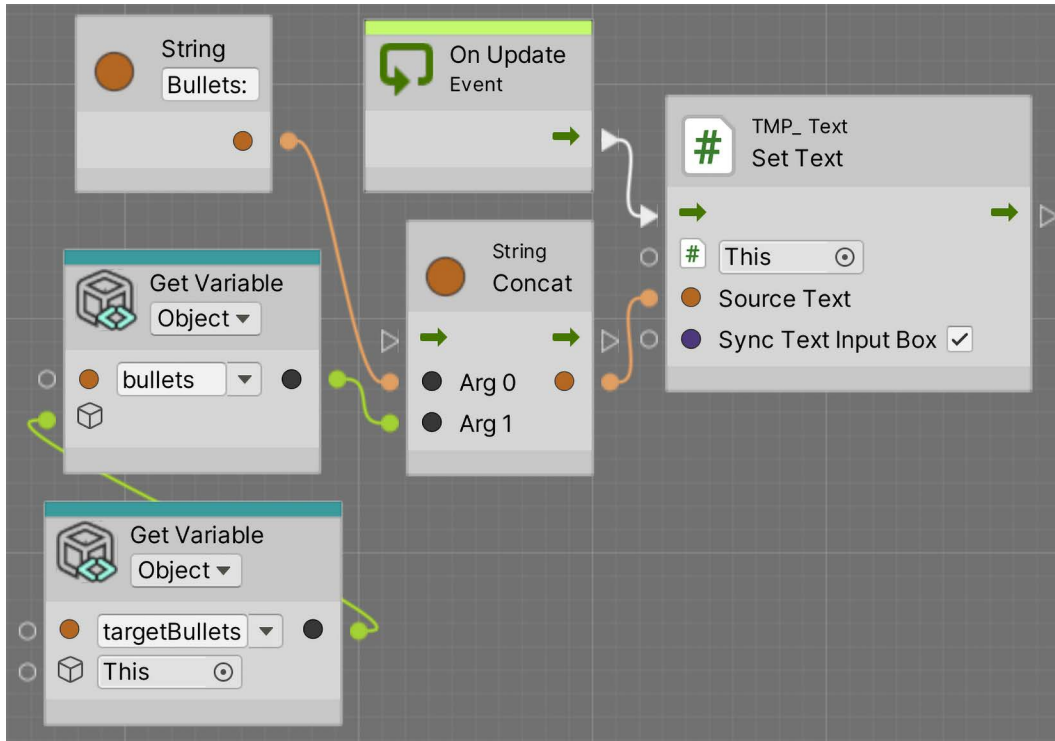 String
Bullets:
On Update
Event
TMP_ Text
Set Text
This
Source Text
Sync Text Input Box
String
Concat
Arg 0
Arg 1
Get Variable
Object
bullets
Get Variable
Object
targetBullets
This